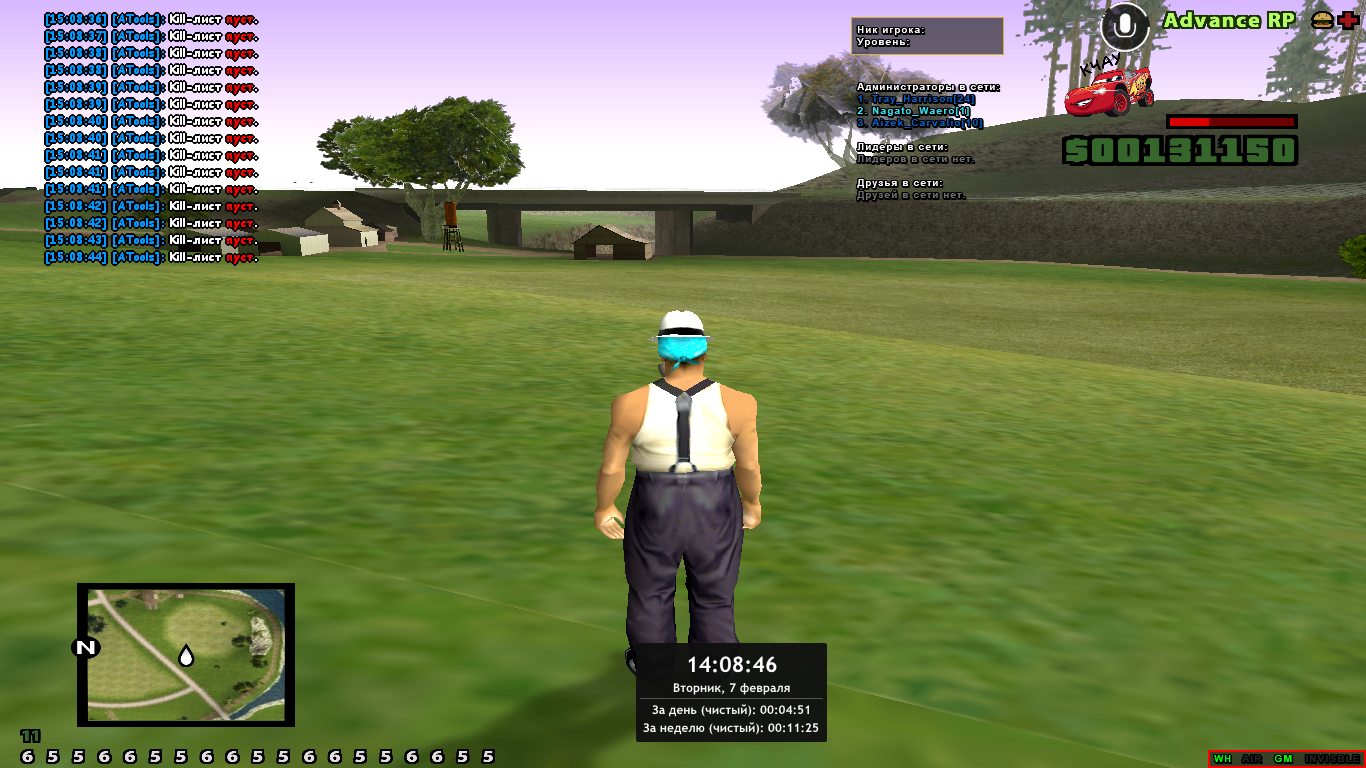 [15:08:36] [ATools]: Kill-лист пуст.
[15:08:37] [ATools]: Kill-лист пуст.
[15:08:38] [ATools]: Kill-лист пуст.
[15:08:38] [ATools]: Kill-лист пуст.
[15:08:39] [ATools]: Kill-лист пуст.
[15:08:39] [ATools]: Kill-лист пуст.
[15:08:40] [ATools]: Kill-лист пуст.
[15:08:40] [ATools]: Kill-лист пуст.
[15:08:41] [ATools]: Kill-лист пуст.
[15:08:41] [ATools]: Kill-лист пуст.
[15:08:41] [ATools]: Kill-лист пуст.
[15:08:42] [ATools]: Kill-лист пуст.
[15:08:42] [ATools]: Kill-лист пуст.
[15:08:43] [ATools]: Kill-лист пуст.
[15:08:44] [ATools]: Kill-лист пуст.
Ник игрока:
Уровень:
Администраторы в сети:
1. Tray_Harrison[24]
2. Nagato_Waero[1]
3. Aizek_Carvallo[10]
Лидеры в сети:
Лидеров в сети нет.
Друзья в сети:
Друзей в сети нет.
Advance RP
КЧАУ
$00131150
N
14:08:46
Вторник, 7 февраля
За день (чистый): 00:04:51
За неделю (чистый): 00:11:25
11
6 5 5 6 6 5 5 6 6 5 5 6 6 5 5 6 6 5 5
WH AIR GM INVISIBLE